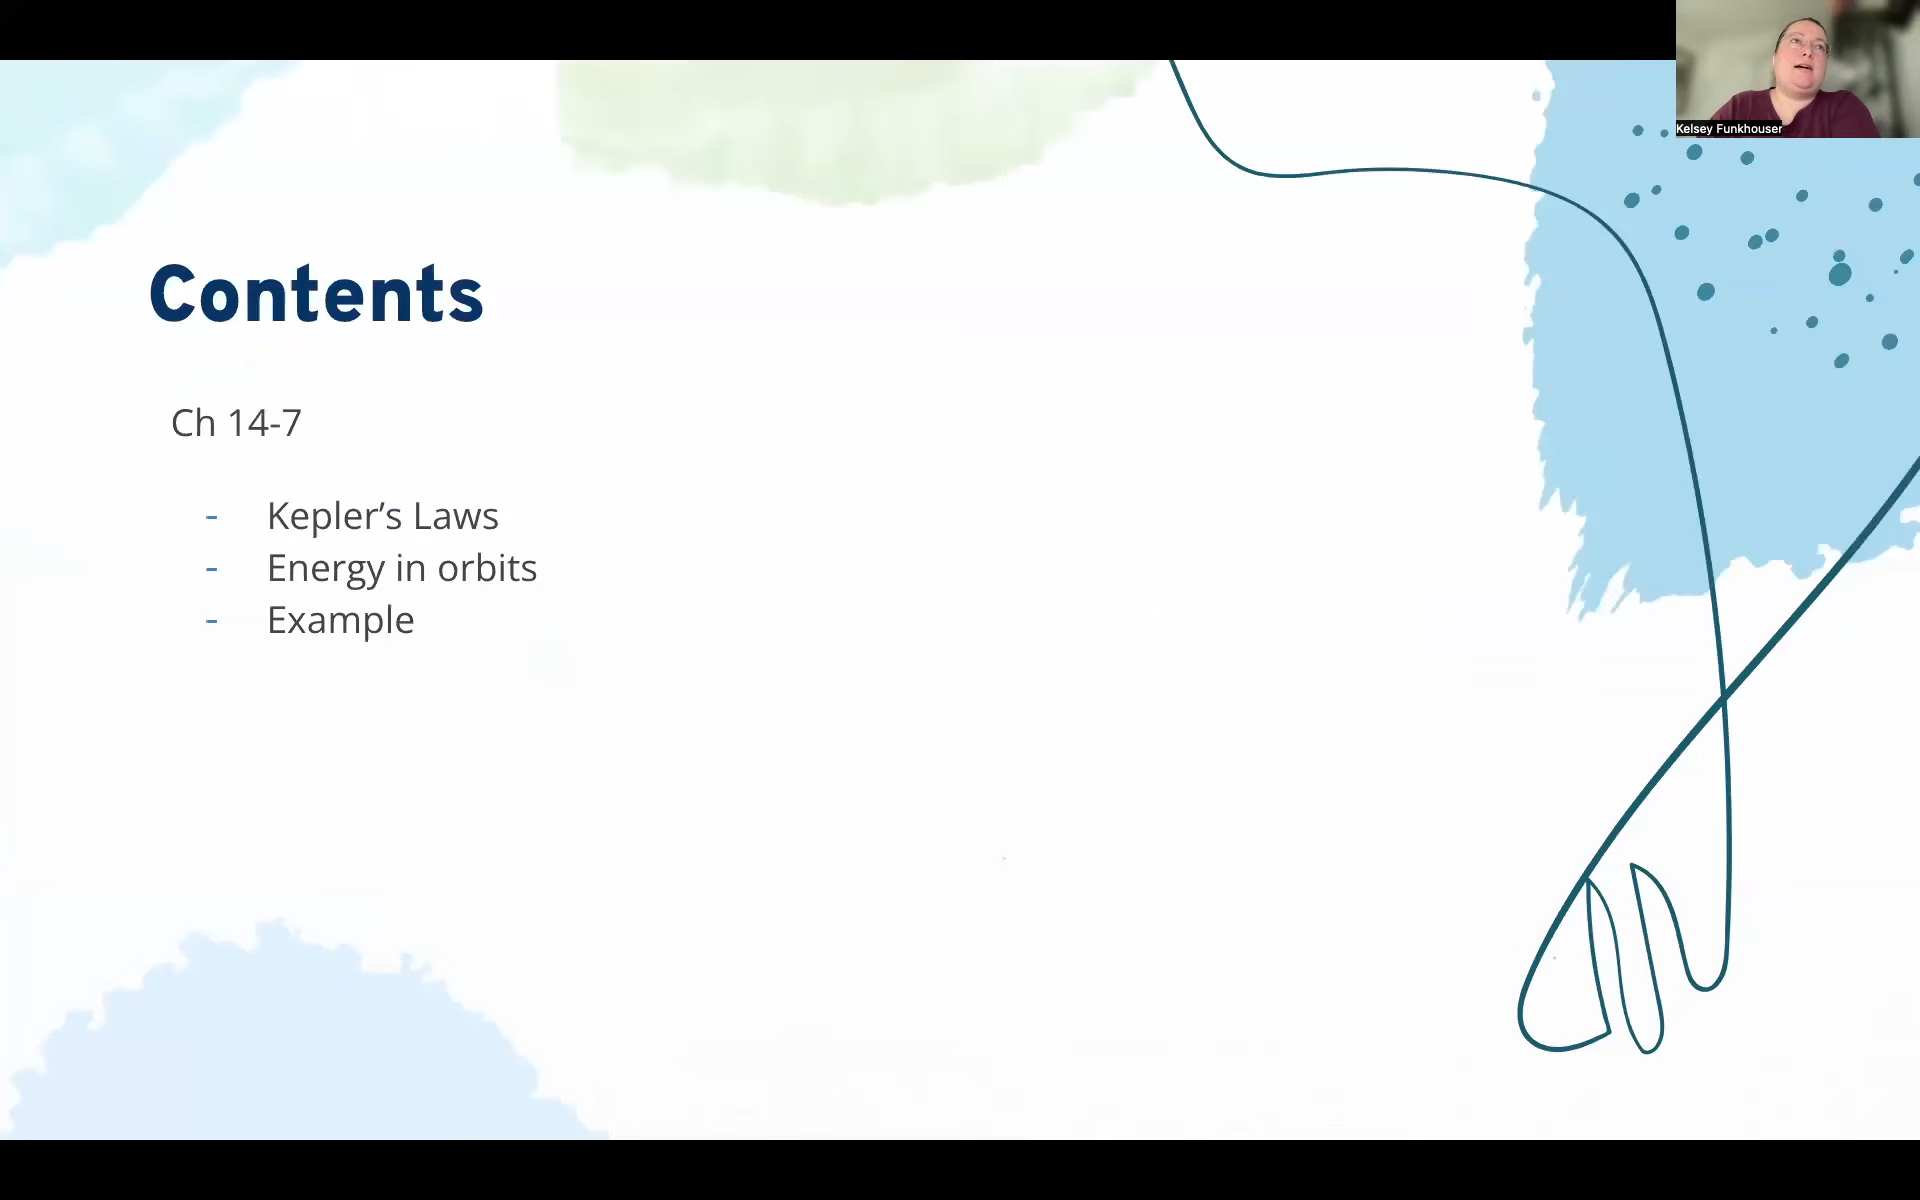 Kelsey Funkhouser
Contents
Ch 14-7
- Kepler’s Laws
- Energy in orbits
- Example